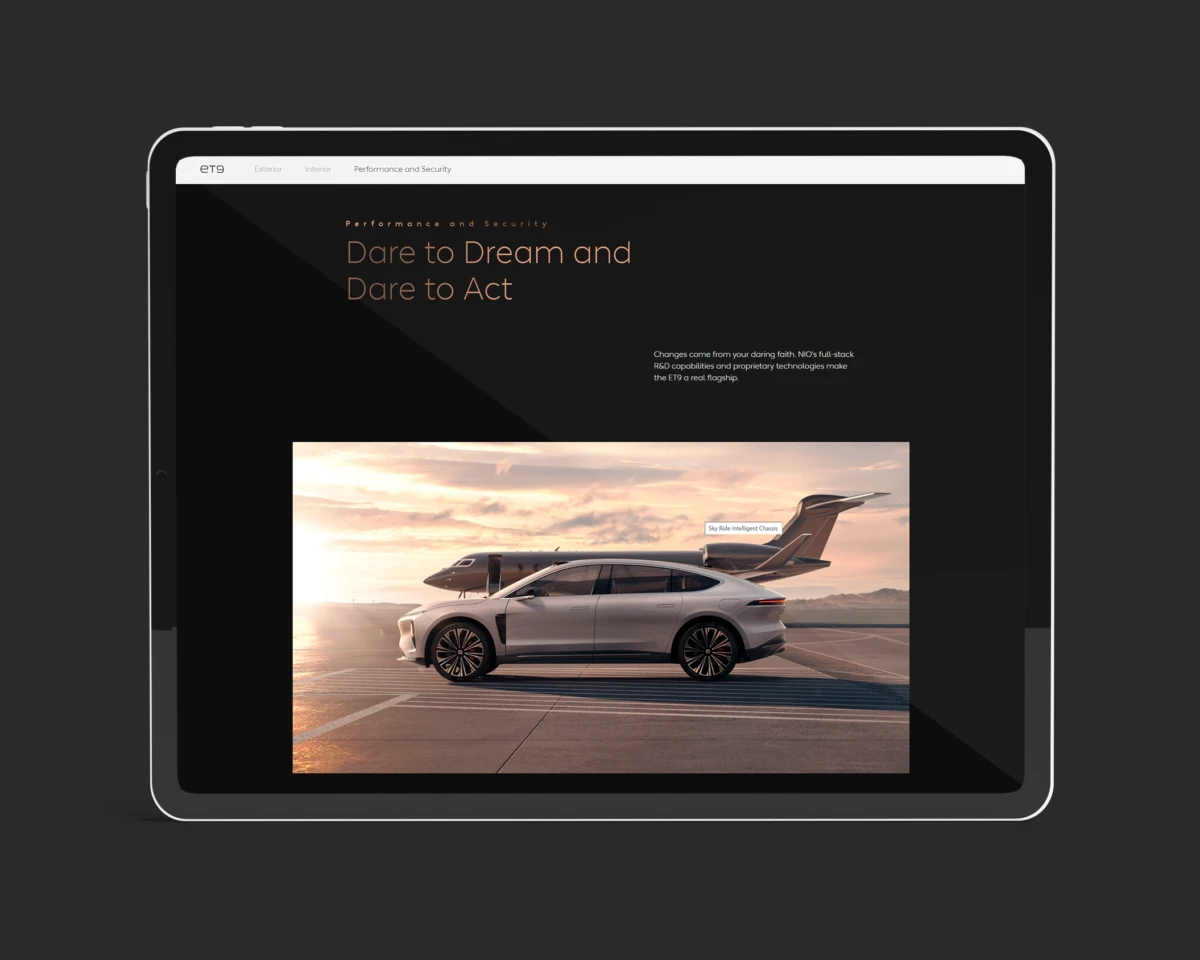 ET9 Exterior Interior Performance and Security
Performance and Security
Dare to Dream and
Dare to Act
Changes come from your daring faith. NIO's full-stack
R&D capabilities and proprietary technologies make
the ET9 a real flagship.
Sky Ride Intelligent Chassis